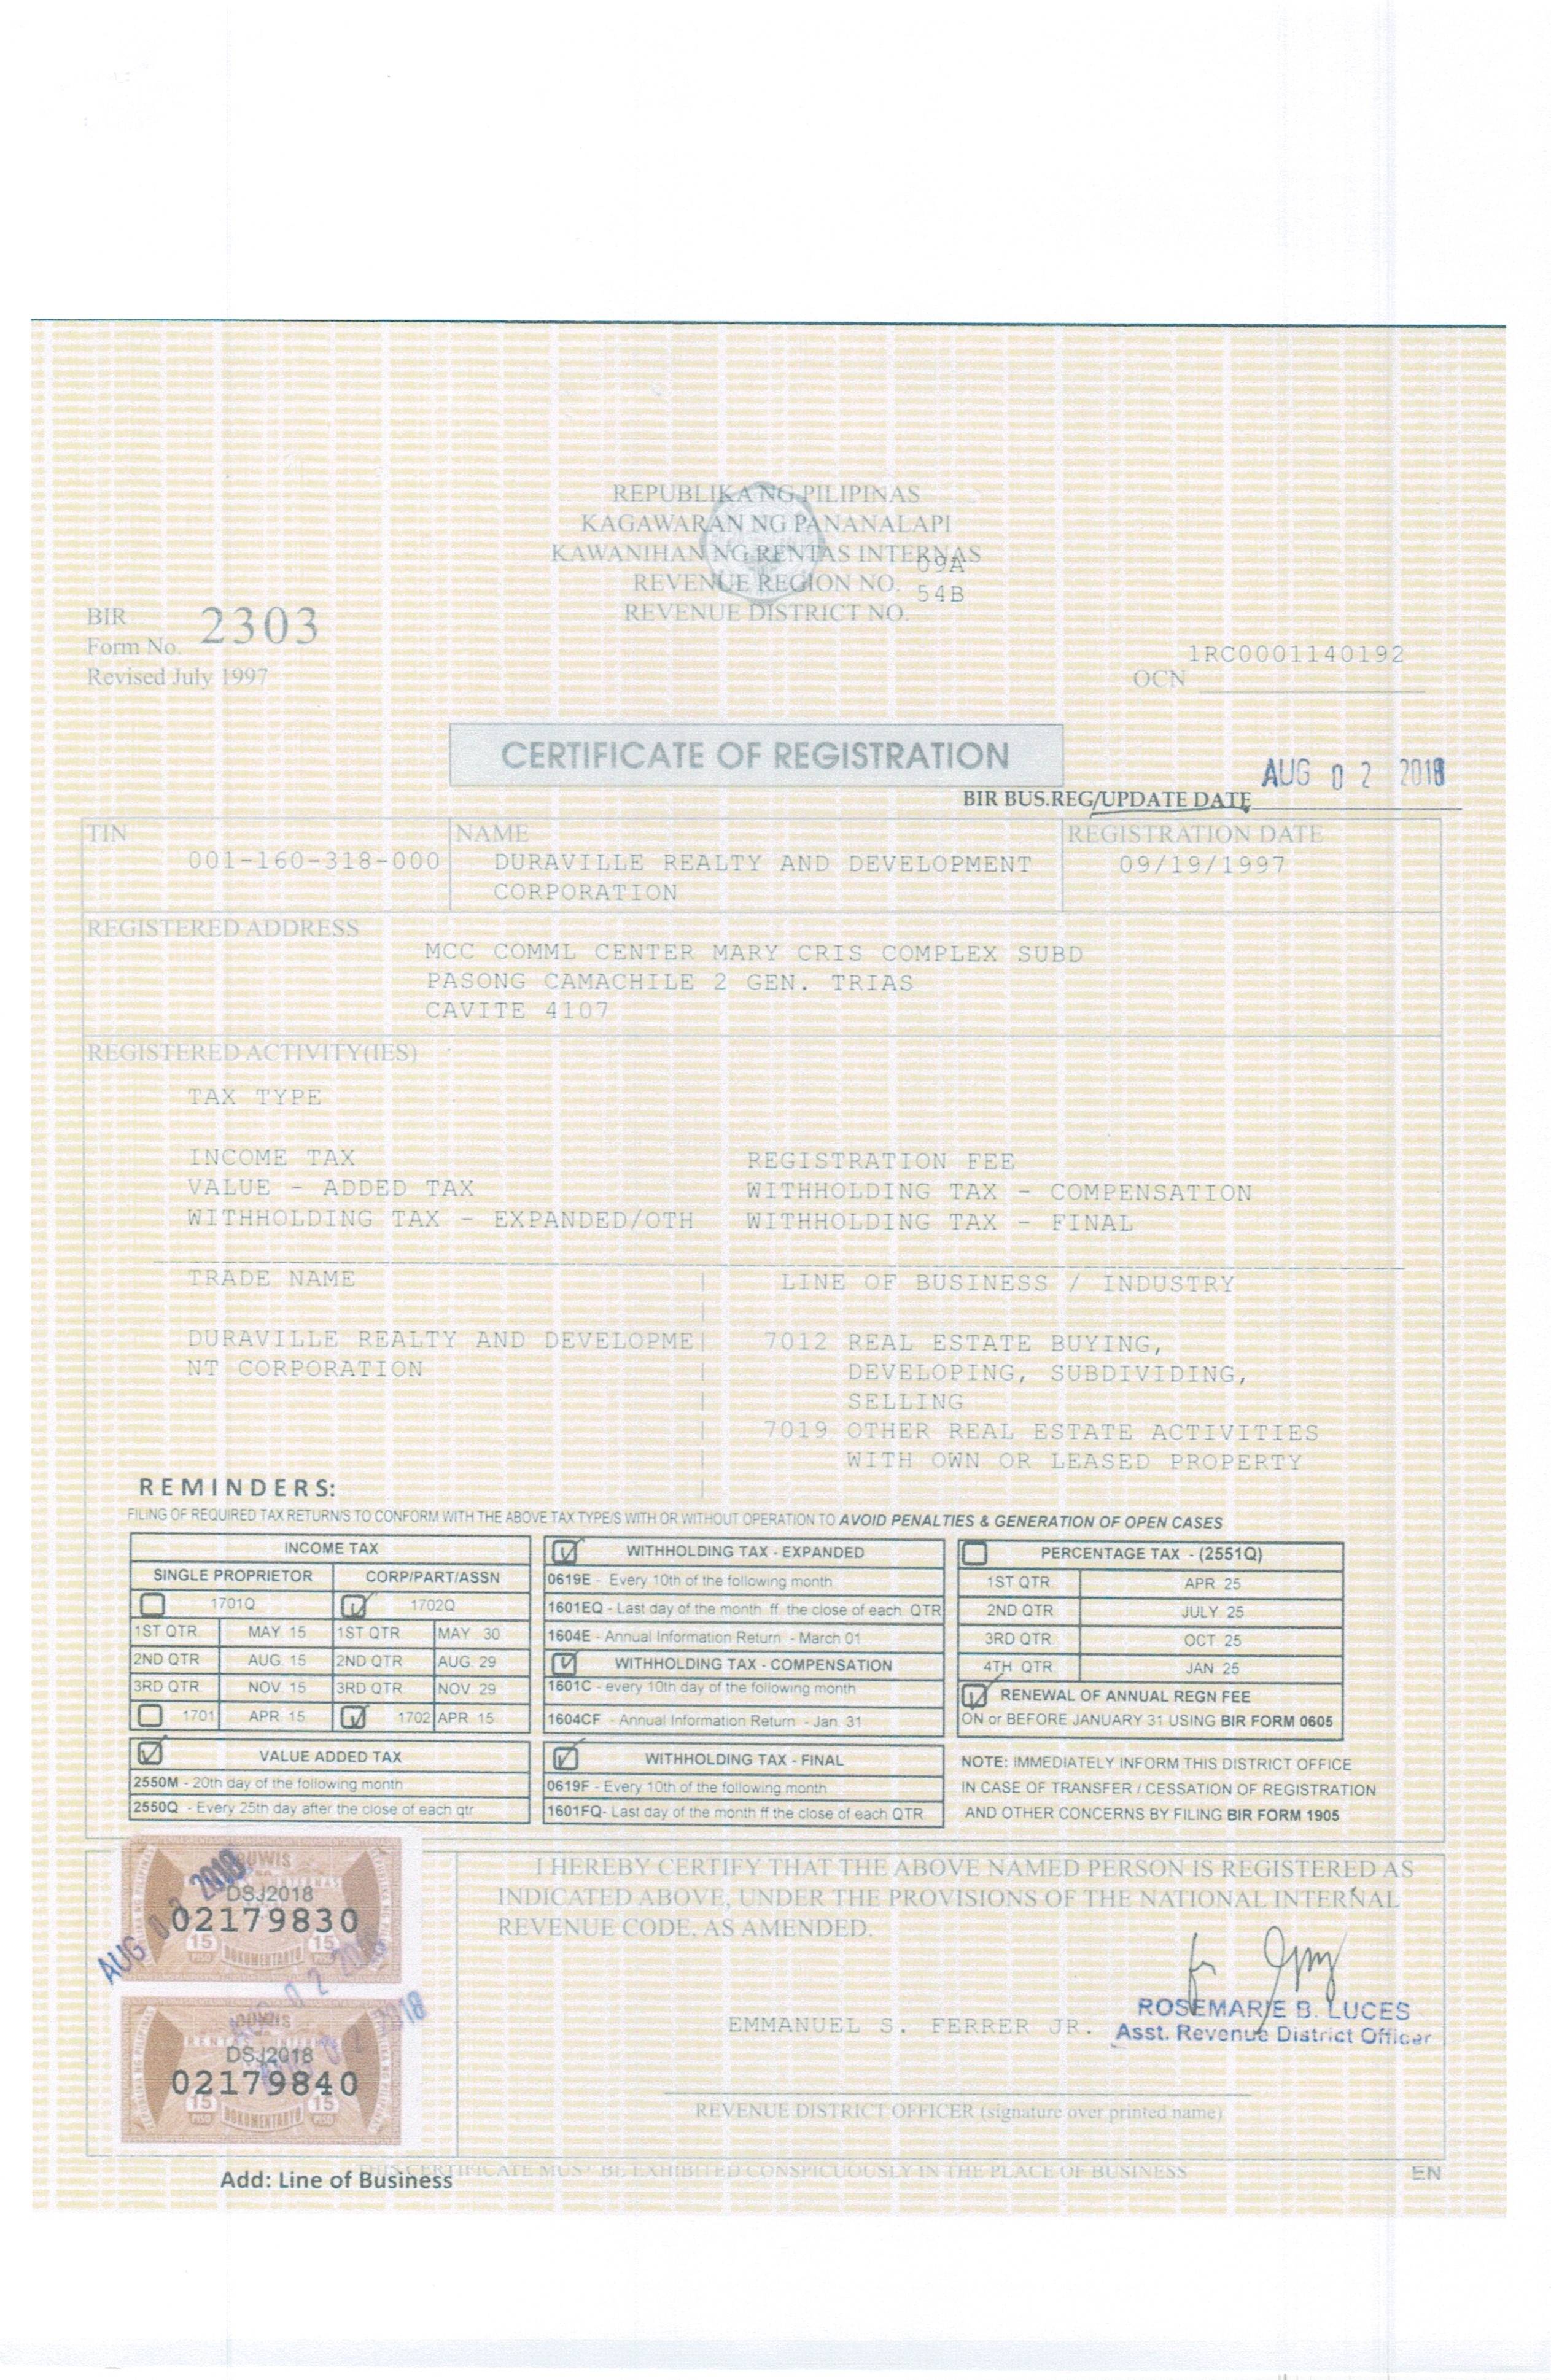 REPUBLIKA NG PILIPINAS
KAGAWARAN NG PANANALAPI
KAWANIHAN NG RENTAS INTERNAS
REVENUE REGION NO. 09A
REVENUE DISTRICT NO. 54B
BIR
Form No. 2303
Revised July 1997
OCN 1RC0001140192
CERTIFICATE OF REGISTRATION
AUG 02 2018
BIR BUS.REG/UPDATE DATE
TIN NAME REGISTRATION DATE
001-160-318-000 DURAVILLE REALTY AND DEVELOPMENT 09/19/1997
CORPORATION
REGISTERED ADDRESS
MCC COMML CENTER MARY CRIS COMPLEX SUBD
PASONG CAMACHILE 2 GEN. TRIAS
CAVITE 4107
REGISTERED ACTIVITY(IES)
TAX TYPE
INCOME TAX REGISTRATION FEE
VALUE - ADDED TAX WITHHOLDING TAX - COMPENSATION
WITHHOLDING TAX - EXPANDED/OTH WITHHOLDING TAX - FINAL
TRADE NAME | LINE OF BUSINESS / INDUSTRY
DURAVILLE REALTY AND DEVELOPME| 7012 REAL ESTATE BUYING,
NT CORPORATION | DEVELOPING, SUBDIVIDING,
SELLING
7019 OTHER REAL ESTATE ACTIVITIES
WITH OWN OR LEASED PROPERTY
REMINDERS:
FILING OF REQUIRED TAX RETURN/S TO CONFORM WITH THE ABOVE TAX TYPE/S WITH OR WITHOUT OPERATION TO AVOID PENALTIES & GENERATION OF OPEN CASES
INCOME TAX
SINGLE PROPRIETOR CORP/PART/ASSN
1701Q 1702Q
1ST QTR MAY 15 1ST QTR MAY 30
2ND QTR AUG. 15 2ND QTR AUG. 29
3RD QTR NOV. 15 3RD QTR NOV. 29
1701 APR 15 1702 APR 15
VALUE ADDED TAX
2550M - 20th day of the following month
2550Q - Every 25th day after the close of each qtr
WITHHOLDING TAX - EXPANDED
0619E - Every 10th of the following month
1601EQ - Last day of the month ff. the close of each QTR
1604E - Annual Information Return - March 01
WITHHOLDING TAX - COMPENSATION
1601C - every 10th day of the following month
1604CF - Annual Information Return - Jan. 31
WITHHOLDING TAX - FINAL
0619F - Every 10th of the following month
1601FQ- Last day of the month ff the close of each QTR
PERCENTAGE TAX - (2551Q)
1ST QTR APR 25
2ND QTR JULY 25
3RD QTR OCT 25
4TH QTR JAN 25
RENEWAL OF ANNUAL REGN FEE
ON or BEFORE JANUARY 31 USING BIR FORM 0605
NOTE: IMMEDIATELY INFORM THIS DISTRICT OFFICE
IN CASE OF TRANSFER / CESSATION OF REGISTRATION
AND OTHER CONCERNS BY FILING BIR FORM 1905
DSJ2018
02179830
15 DOKUMENTARYO 15
AUG 02 2018
DSJ2018
02179840
15 DOKUMENTARYO 15
I HEREBY CERTIFY THAT THE ABOVE NAMED PERSON IS REGISTERED AS
INDICATED ABOVE, UNDER THE PROVISIONS OF THE NATIONAL INTERNAL
REVENUE CODE, AS AMENDED.
EMMANUEL S. FERRER JR.
ROSEMARIE B. LUCES
Asst. Revenue District Officer
REVENUE DISTRICT OFFICER (signature over printed name)
THIS CERTIFICATE MUST BE EXHIBITED CONSPICUOUSLY IN THE PLACE OF BUSINESS EN
Add: Line of Business